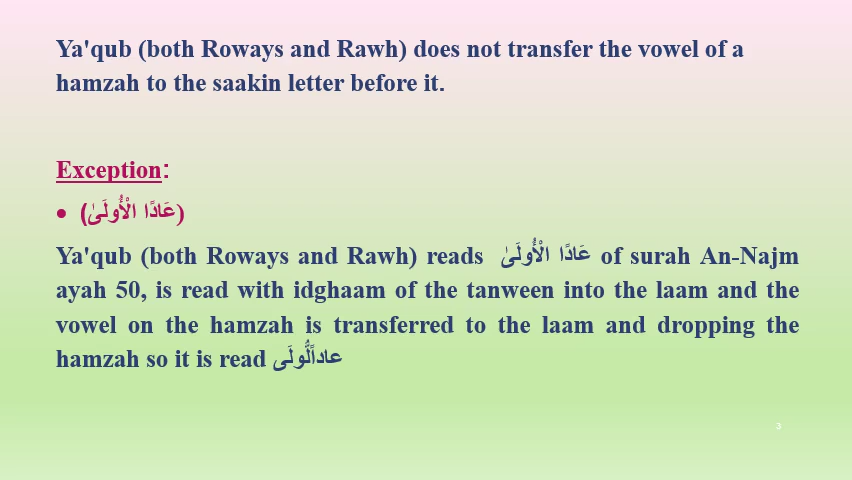 Ya'qub (both Roways and Rawh) does not transfer the vowel of a
hamzah to the saakin letter before it.
Exception:
• (عَادًا الْأُولَىٰ)
Ya'qub (both Roways and Rawh) reads عَادًا الْأُولَىٰ of surah An-Najm
ayah 50, is read with idghaam of the tanween into the laam and the
vowel on the hamzah is transferred to the laam and dropping the
hamzah so it is read عاداًلُّولَى
3